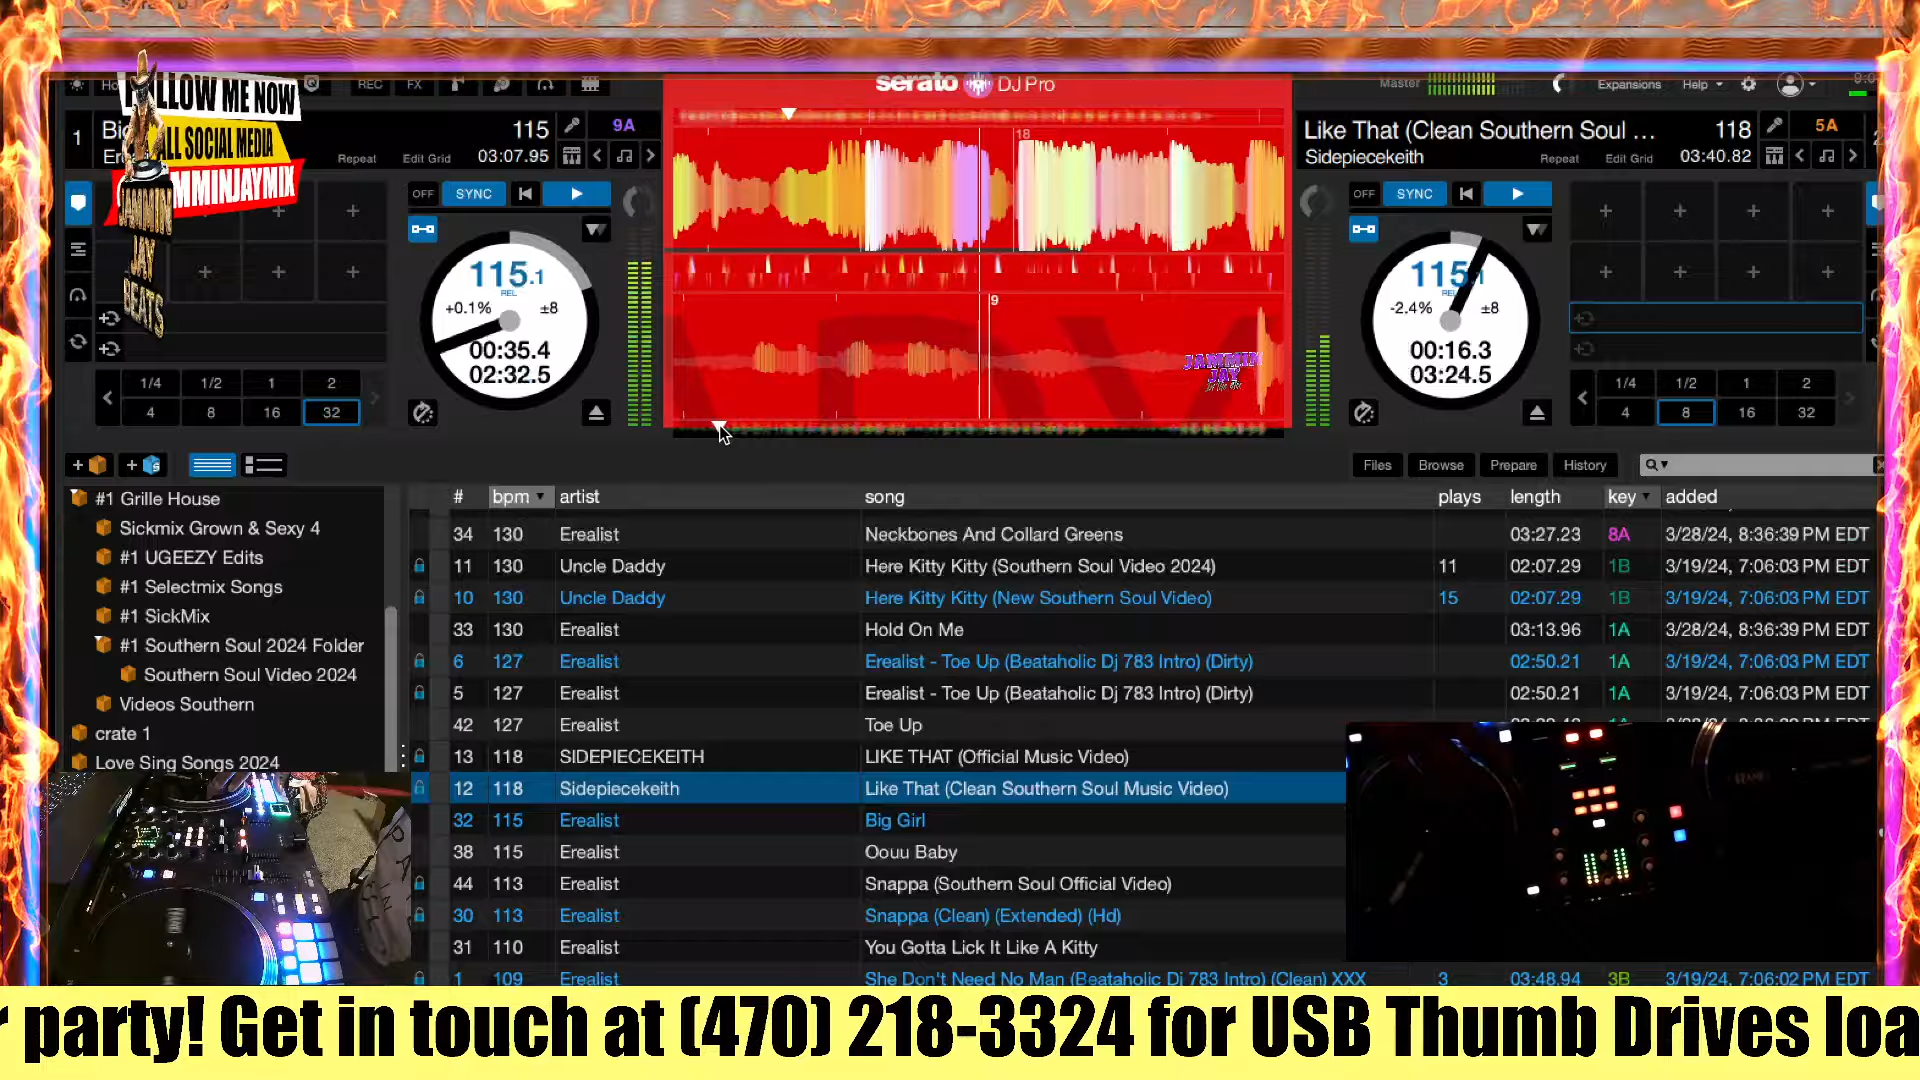 FOLLOW ME NOW
ALL SOCIAL MEDIA
JAMMIN
JAY
BEATS
REC
FX
serato DJ Pro
Master
Expansions
Help
1
115
9A
Repeat
Edit Grid
03:07.95
OFF
SYNC
115.1
REL
+0.1%
±8
00:35.4
02:32.5
1/4
1/2
1
2
4
8
16
32
18
9
JAMMIN
JAY
Like That (Clean Southern Soul ...
118
5A
Sidepiecekeith
Repeat
Edit Grid
03:40.82
OFF
SYNC
-2.4%
±8
00:16.3
03:24.5
1/4
1/2
1
2
4
8
16
32
Files
Browse
Prepare
History
#1 Grille House
Sickmix Grown & Sexy 4
#1 UGEEZY Edits
#1 Selectmix Songs
#1 SickMix
#1 Southern Soul 2024 Folder
Southern Soul Video 2024
Videos Southern
crate 1
Love Sing Songs 2024
# bpm artist song plays length key added
34 130 Erealist Neckbones And Collard Greens 03:27.23 8A 3/28/24, 8:36:39 PM EDT
11 130 Uncle Daddy Here Kitty Kitty (Southern Soul Video 2024) 11 02:07.29 1B 3/19/24, 7:06:03 PM EDT
10 130 Uncle Daddy Here Kitty Kitty (New Southern Soul Video) 15 02:07.29 1B 3/19/24, 7:06:03 PM EDT
33 130 Erealist Hold On Me 03:13.96 1A 3/28/24, 8:36:39 PM EDT
6 127 Erealist Erealist - Toe Up (Beataholic Dj 783 Intro) (Dirty) 02:50.21 1A 3/19/24, 7:06:03 PM EDT
5 127 Erealist Erealist - Toe Up (Beataholic Dj 783 Intro) (Dirty) 02:50.21 1A 3/19/24, 7:06:03 PM EDT
42 127 Erealist Toe Up
13 118 SIDEPIECEKEITH LIKE THAT (Official Music Video)
12 118 Sidepiecekeith Like That (Clean Southern Soul Music Video)
32 115 Erealist Big Girl
38 115 Erealist Oouu Baby
44 113 Erealist Snappa (Southern Soul Official Video)
30 113 Erealist Snappa (Clean) (Extended) (Hd)
31 110 Erealist You Gotta Lick It Like A Kitty
1 109 Erealist She Don't Need No Man (Beataholic Dj 783 Intro) (Clean) XXX 3 03:48.94 3B 3/19/24, 7:06:02 PM EDT
r party! Get in touch at (470) 218-3324 for USB Thumb Drives loa